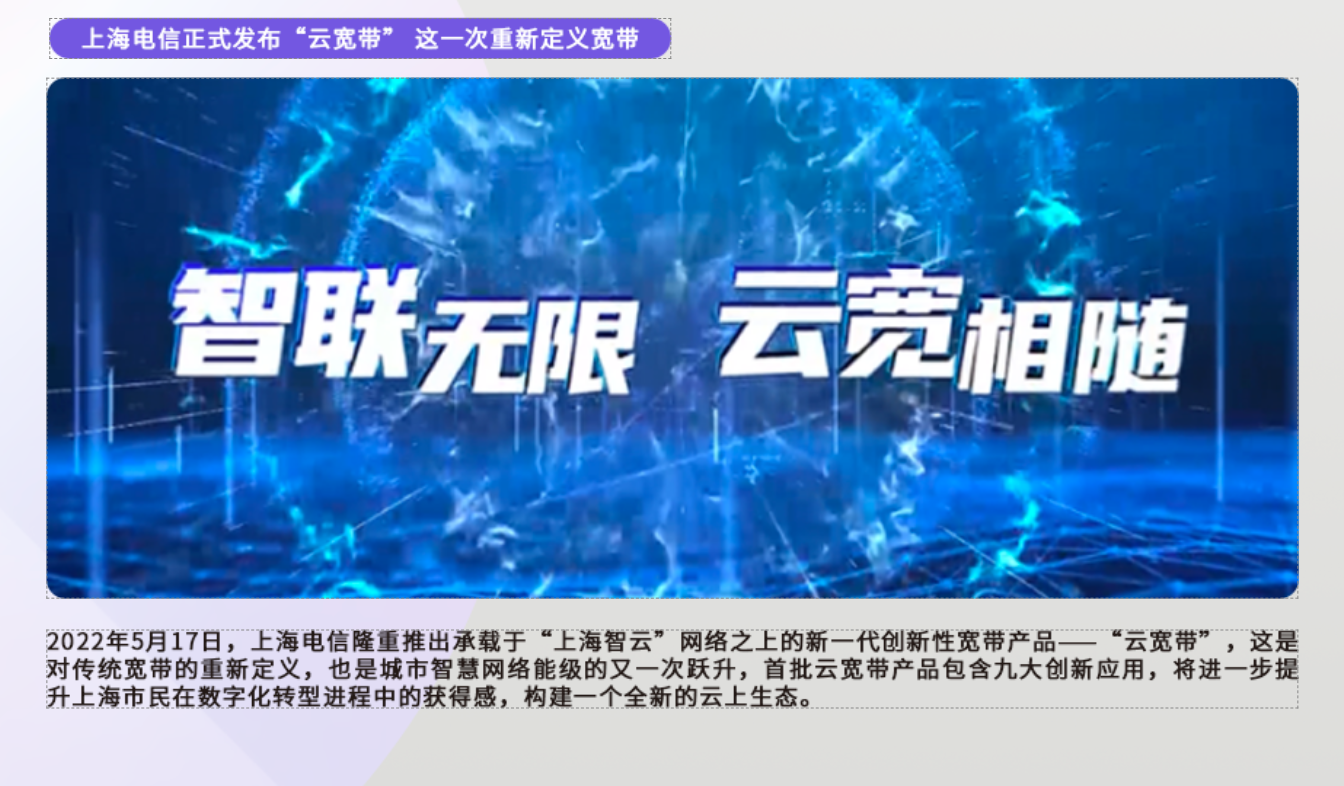 上海电信正式发布“云宽带” 这一次重新定义宽带
智联无限 云宽相随
2022年5月17日，上海电信隆重推出承载于“上海智云”网络之上的新一代创新性宽带产品——“云宽带”，这是
对传统宽带的重新定义，也是城市智慧网络能级的又一次跃升，首批云宽带产品包含九大创新应用，将进一步提
升上海市民在数字化转型进程中的获得感，构建一个全新的云上生态。